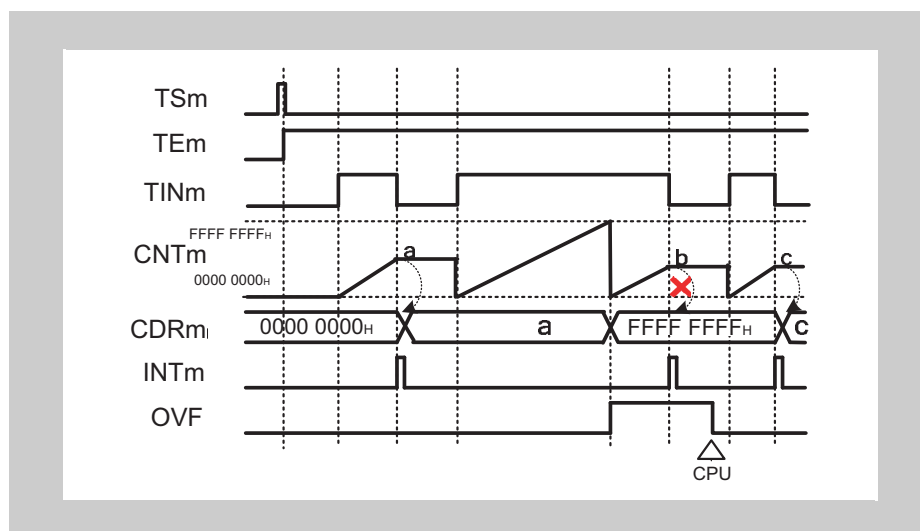 TSm
TEm
TINm
FFFF FFFFH
CNTm
0000 0000H
a
b
c
CDRm
0000 0000H
a
FFFF FFFFH
c
INTm
OVF
CPU